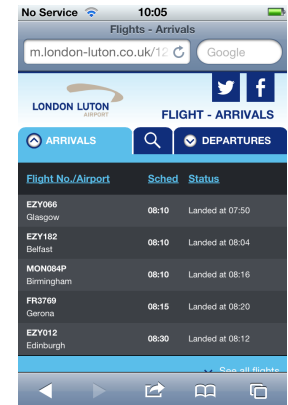 No Service 10:05
Flights - Arrivals
m.london-luton.co.uk/12 Google
LONDON LUTON
AIRPORT
FLIGHT - ARRIVALS
ARRIVALS DEPARTURES
Flight No./Airport Sched Status
EZY066
Glasgow 08:10 Landed at 07:50
EZY182
Belfast 08:10 Landed at 08:04
MON084P
Birmingham 08:10 Landed at 08:16
FR3769
Gerona 08:15 Landed at 08:20
EZY012
Edinburgh 08:30 Landed at 08:12
See all flights